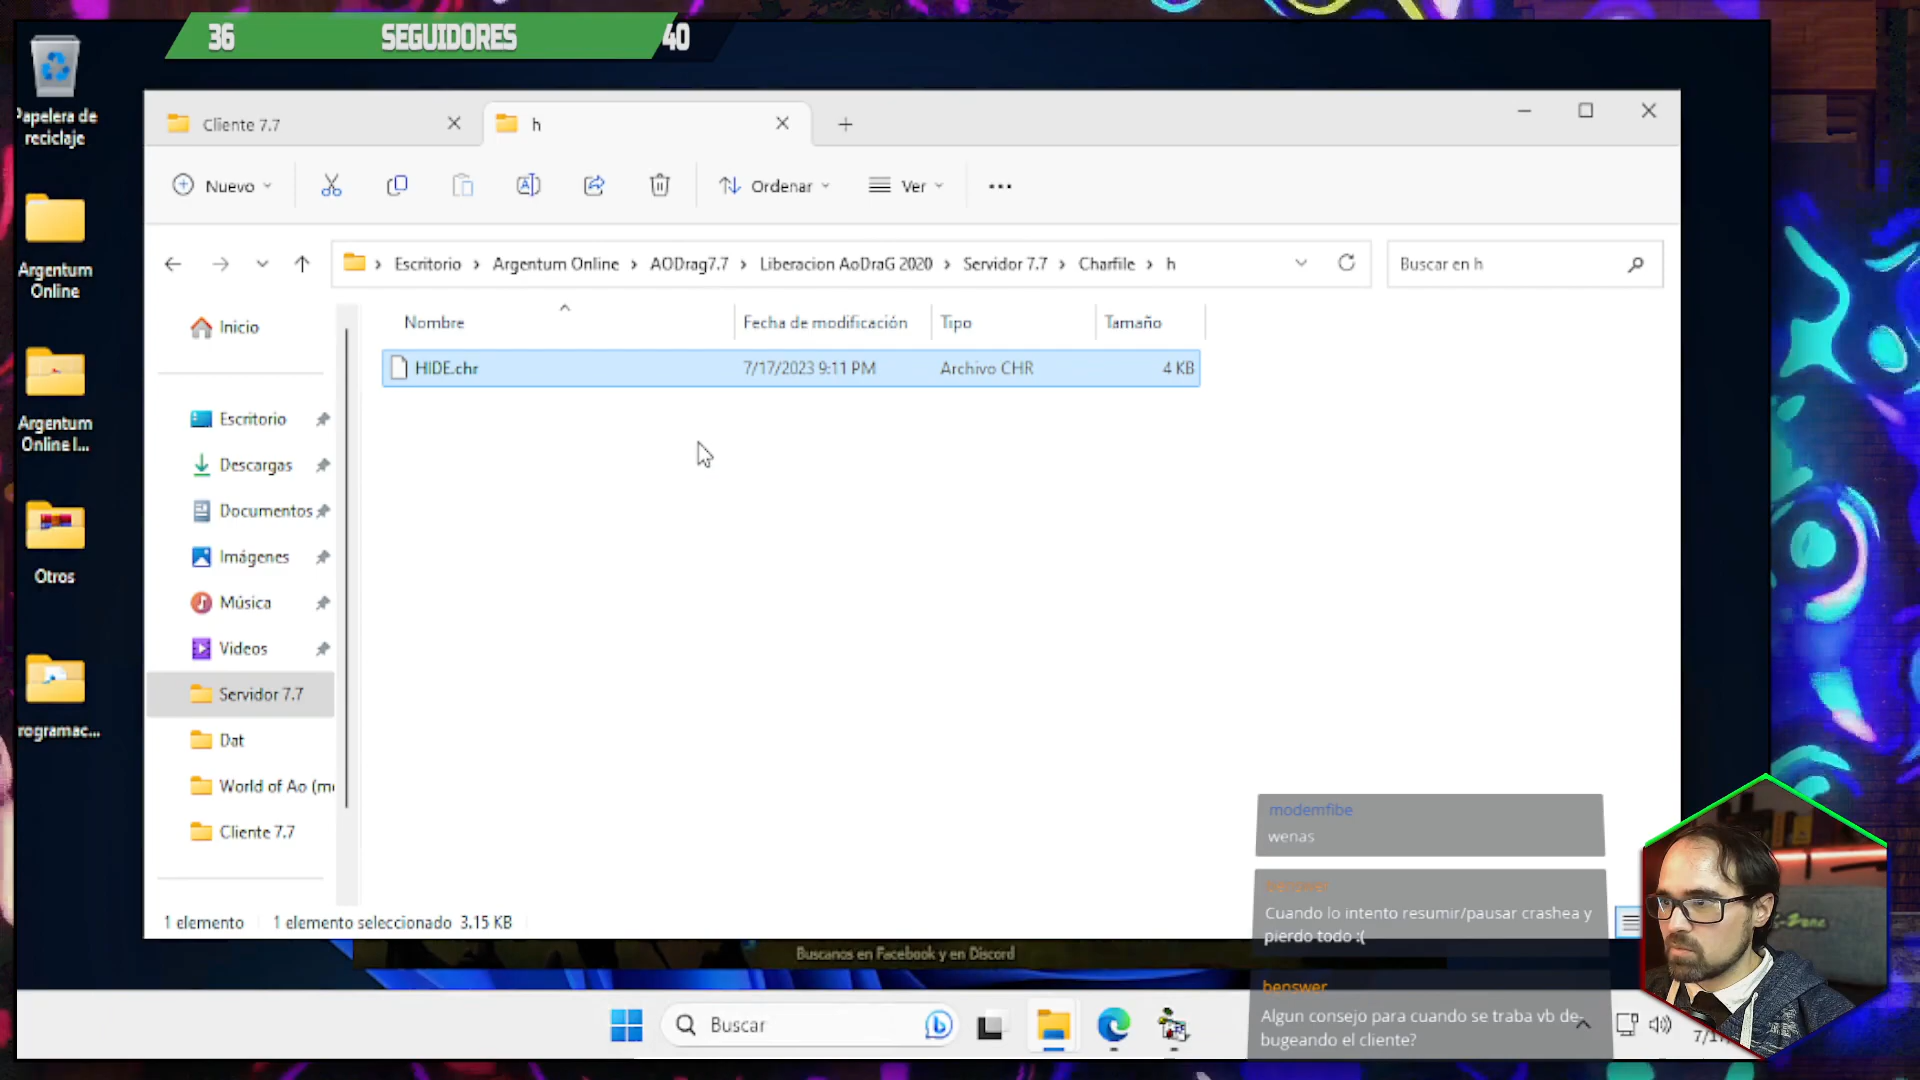 36 SEGUIDORES 40
Papelera de
reciclaje
Argentum
Online
Argentum
Online I...
Otros
rogramac...
Cliente 7.7
h
Nuevo
Ordenar
Ver
Escritorio Argentum Online AODrag7.7 Liberacion AoDraG 2020 Servidor 7.7 Charfile h
Buscar en h
Nombre Fecha de modificación Tipo Tamaño
HIDE.chr 7/17/2023 9:11 PM Archivo CHR 4 KB
Inicio
Escritorio
Descargas
Documentos
Imágenes
Música
Videos
Servidor 7.7
Dat
World of Ao (m
Cliente 7.7
1 elemento 1 elemento seleccionado 3.15 KB
Buscanos en Facebook y en Discord
modemfibe
wenas
benswer
Cuando lo intento resumir/pausar crashea y
pierdo todo :(
benswer
Algun consejo para cuando se traba vb de-
bugeando el cliente?
Buscar